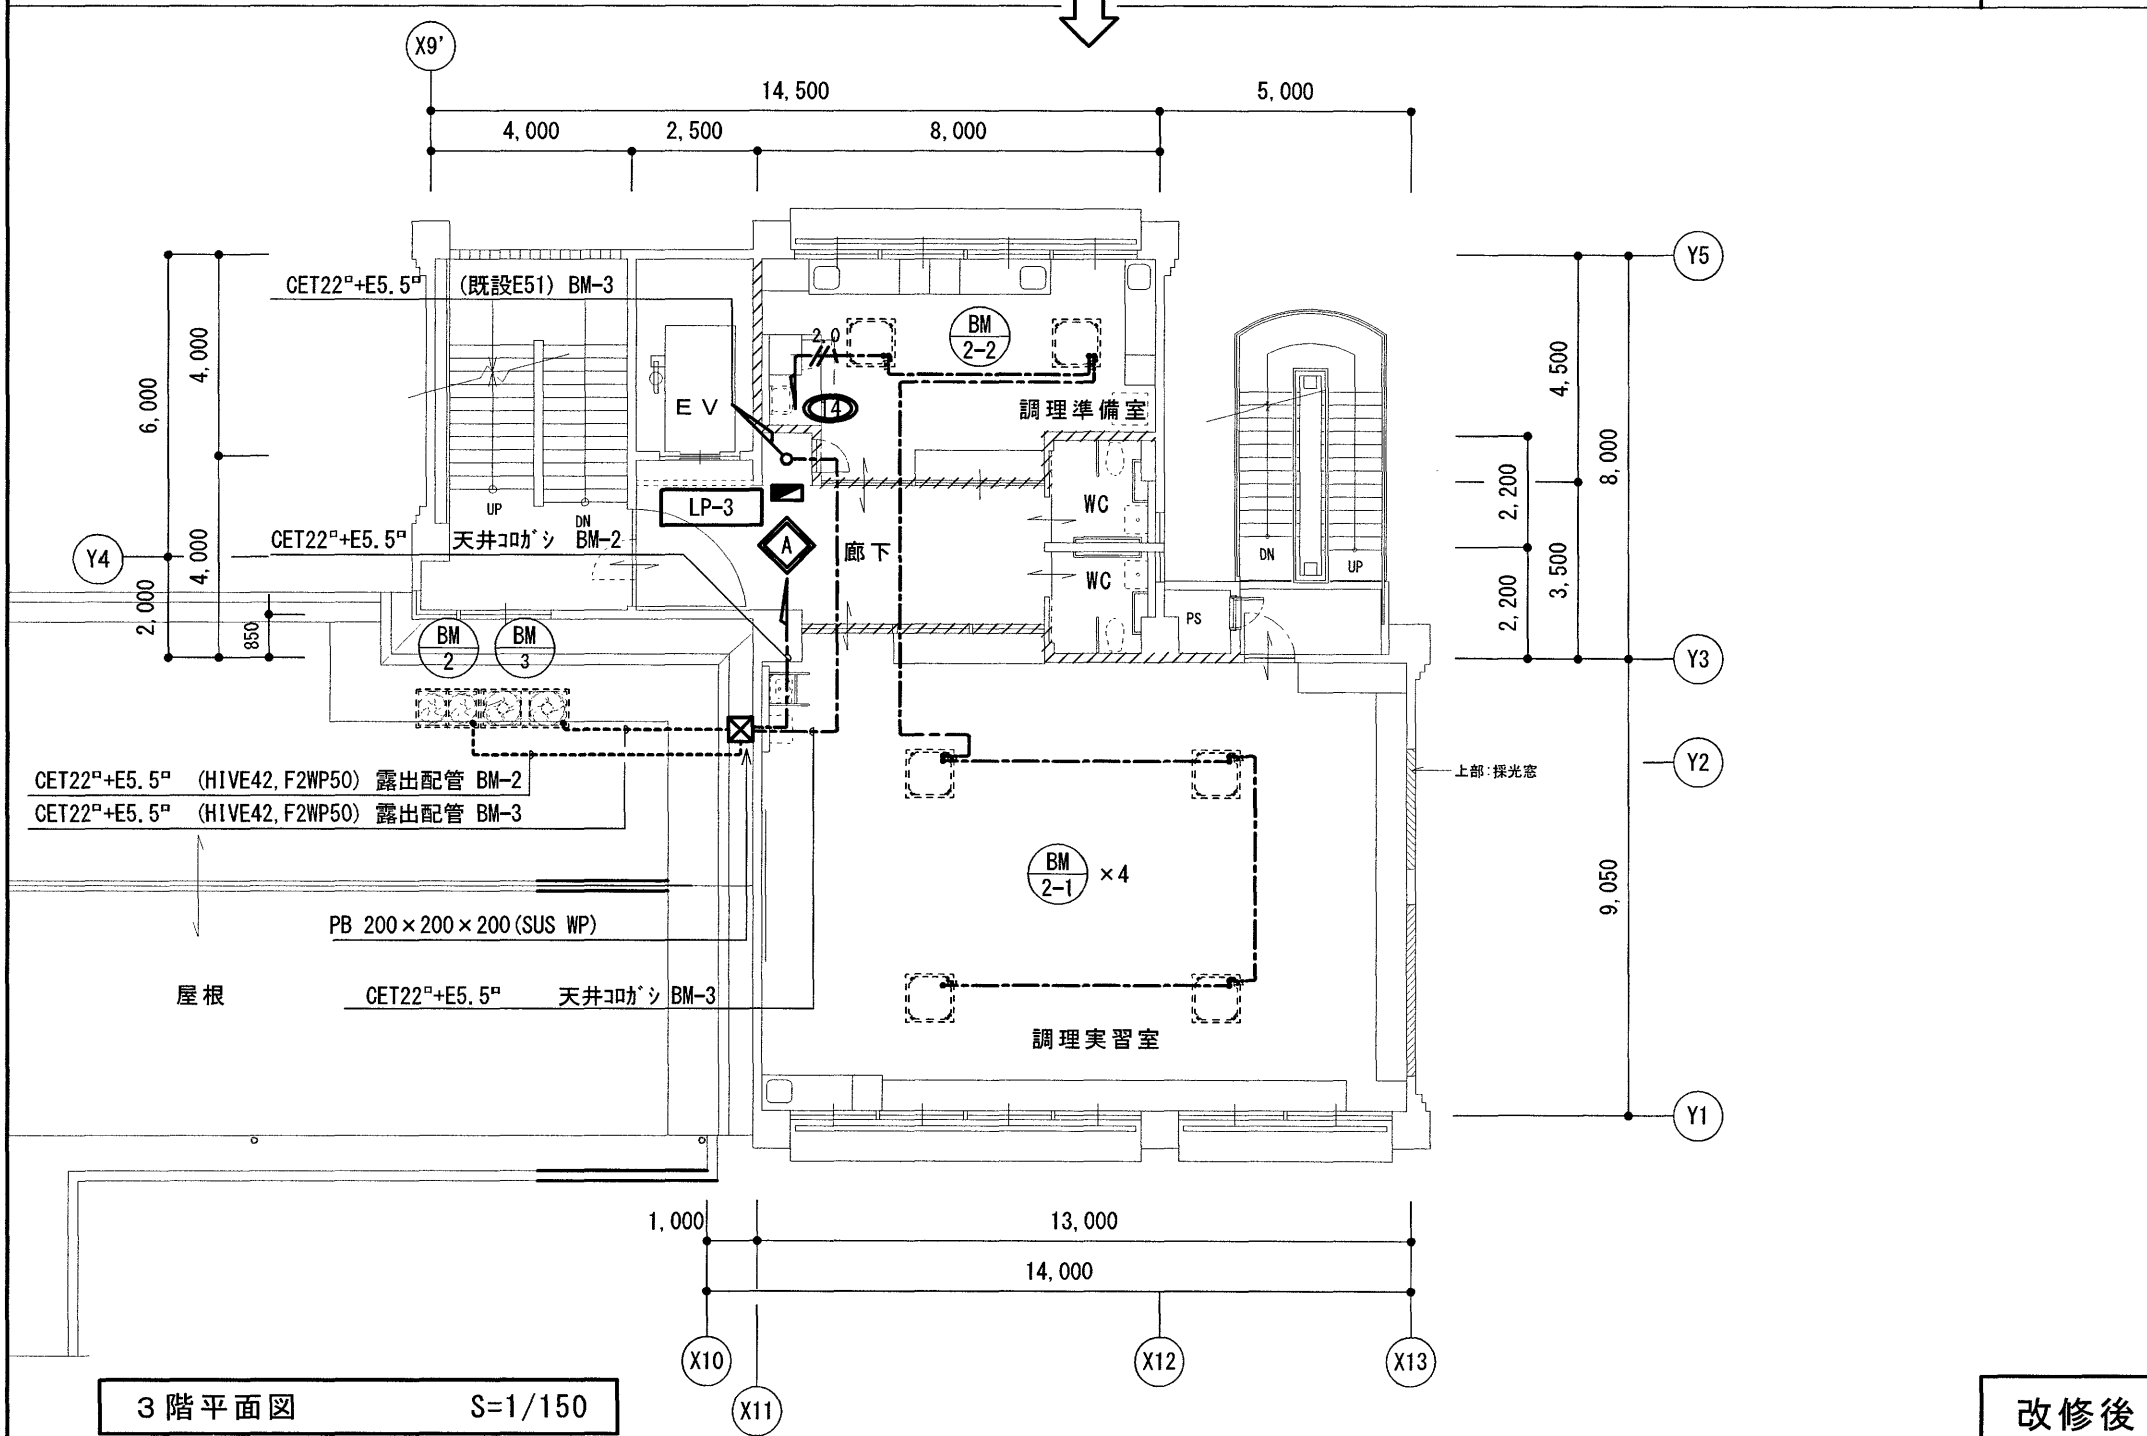 X9'
14,500
5,000
4,000
2,500
8,000
CET22□+E5.5□ (既設E51) BM-3
Y5
BM
2-2
2.0
4,000
4,500
6,000
8,000
EV
14
調理準備室
LP-3
UP
DN
WC
2,200
CET22□+E5.5□ 天井コロガシ BM-2
A
廊下
DN
UP
Y4
4,000
WC
3,500
2,000
2,200
850
PS
BM
2
BM
3
Y3
CET22□+E5.5□ (HIVE42,F2WP50) 露出配管 BM-2
CET22□+E5.5□ (HIVE42,F2WP50) 露出配管 BM-3
Y2
上部:採光窓
BM
2-1
×4
9,050
PB 200×200×200(SUS WP)
屋根
CET22□+E5.5□ 天井コロガシ BM-3
調理実習室
Y1
1,000
13,000
14,000
X10
X12
X13
X11
3階平面図 S=1/150
改修後